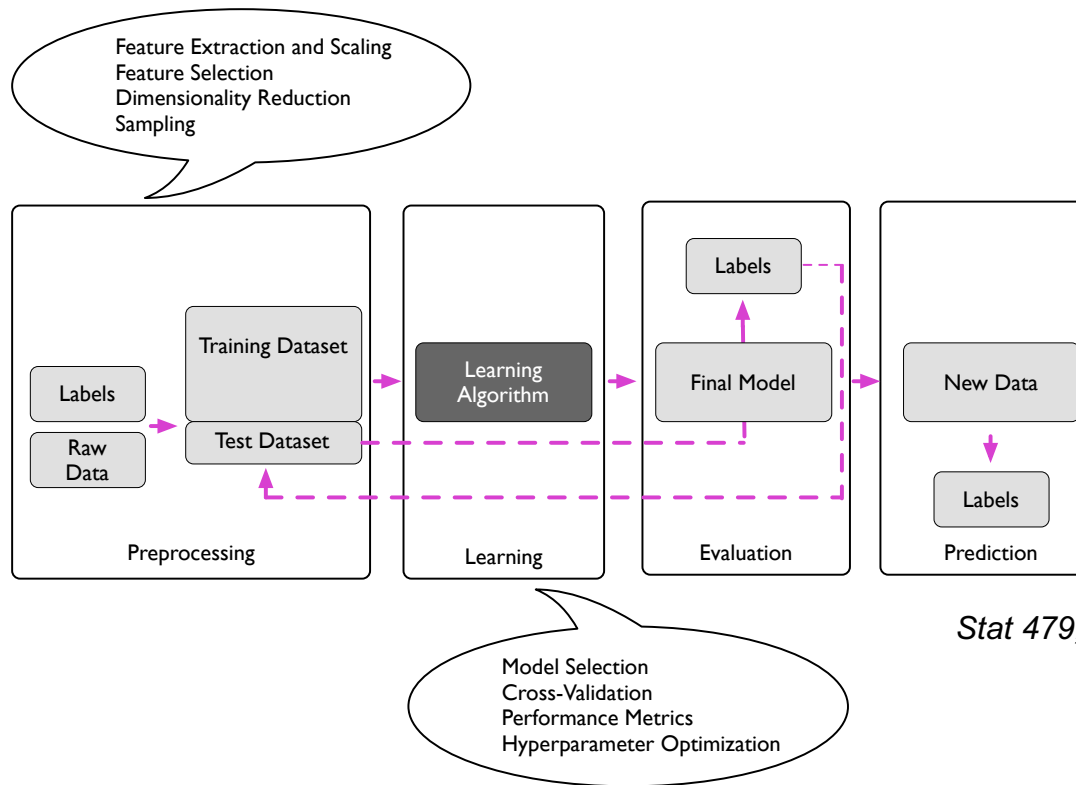 Feature Extraction and Scaling
Feature Selection
Dimensionality Reduction
Sampling
Labels
Raw
Data
Training Dataset
Test Dataset
Preprocessing
Learning
Algorithm
Learning
Labels
Final Model
Evaluation
New Data
Labels
Prediction
Stat 479,
Model Selection
Cross-Validation
Performance Metrics
Hyperparameter Optimization